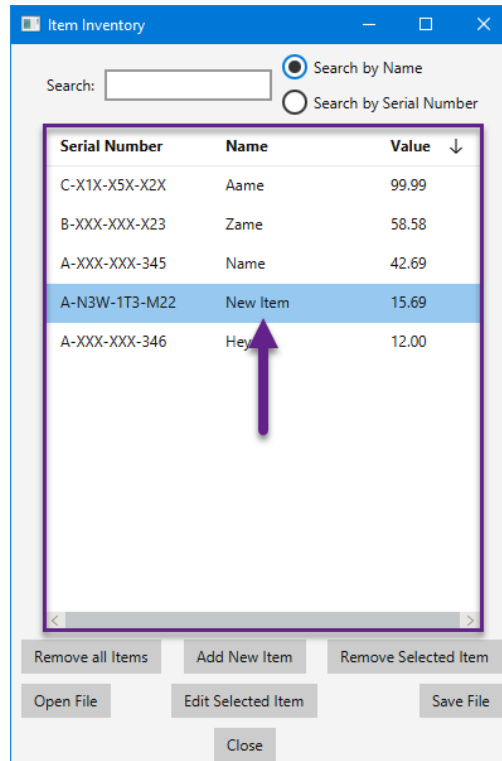 Item Inventory
Search by Name
Search:
Search by Serial Number
Serial Number Name Value
C-X1X-X5X-X2X Aame 99.99
B-XXX-XXX-X23 Zame 58.58
A-XXX-XXX-345 Name 42.69
A-N3W-1T3-M22 New Item 15.69
A-XXX-XXX-346 Hey 12.00
Remove all Items Add New Item Remove Selected Item
Open File Edit Selected Item Save File
Close